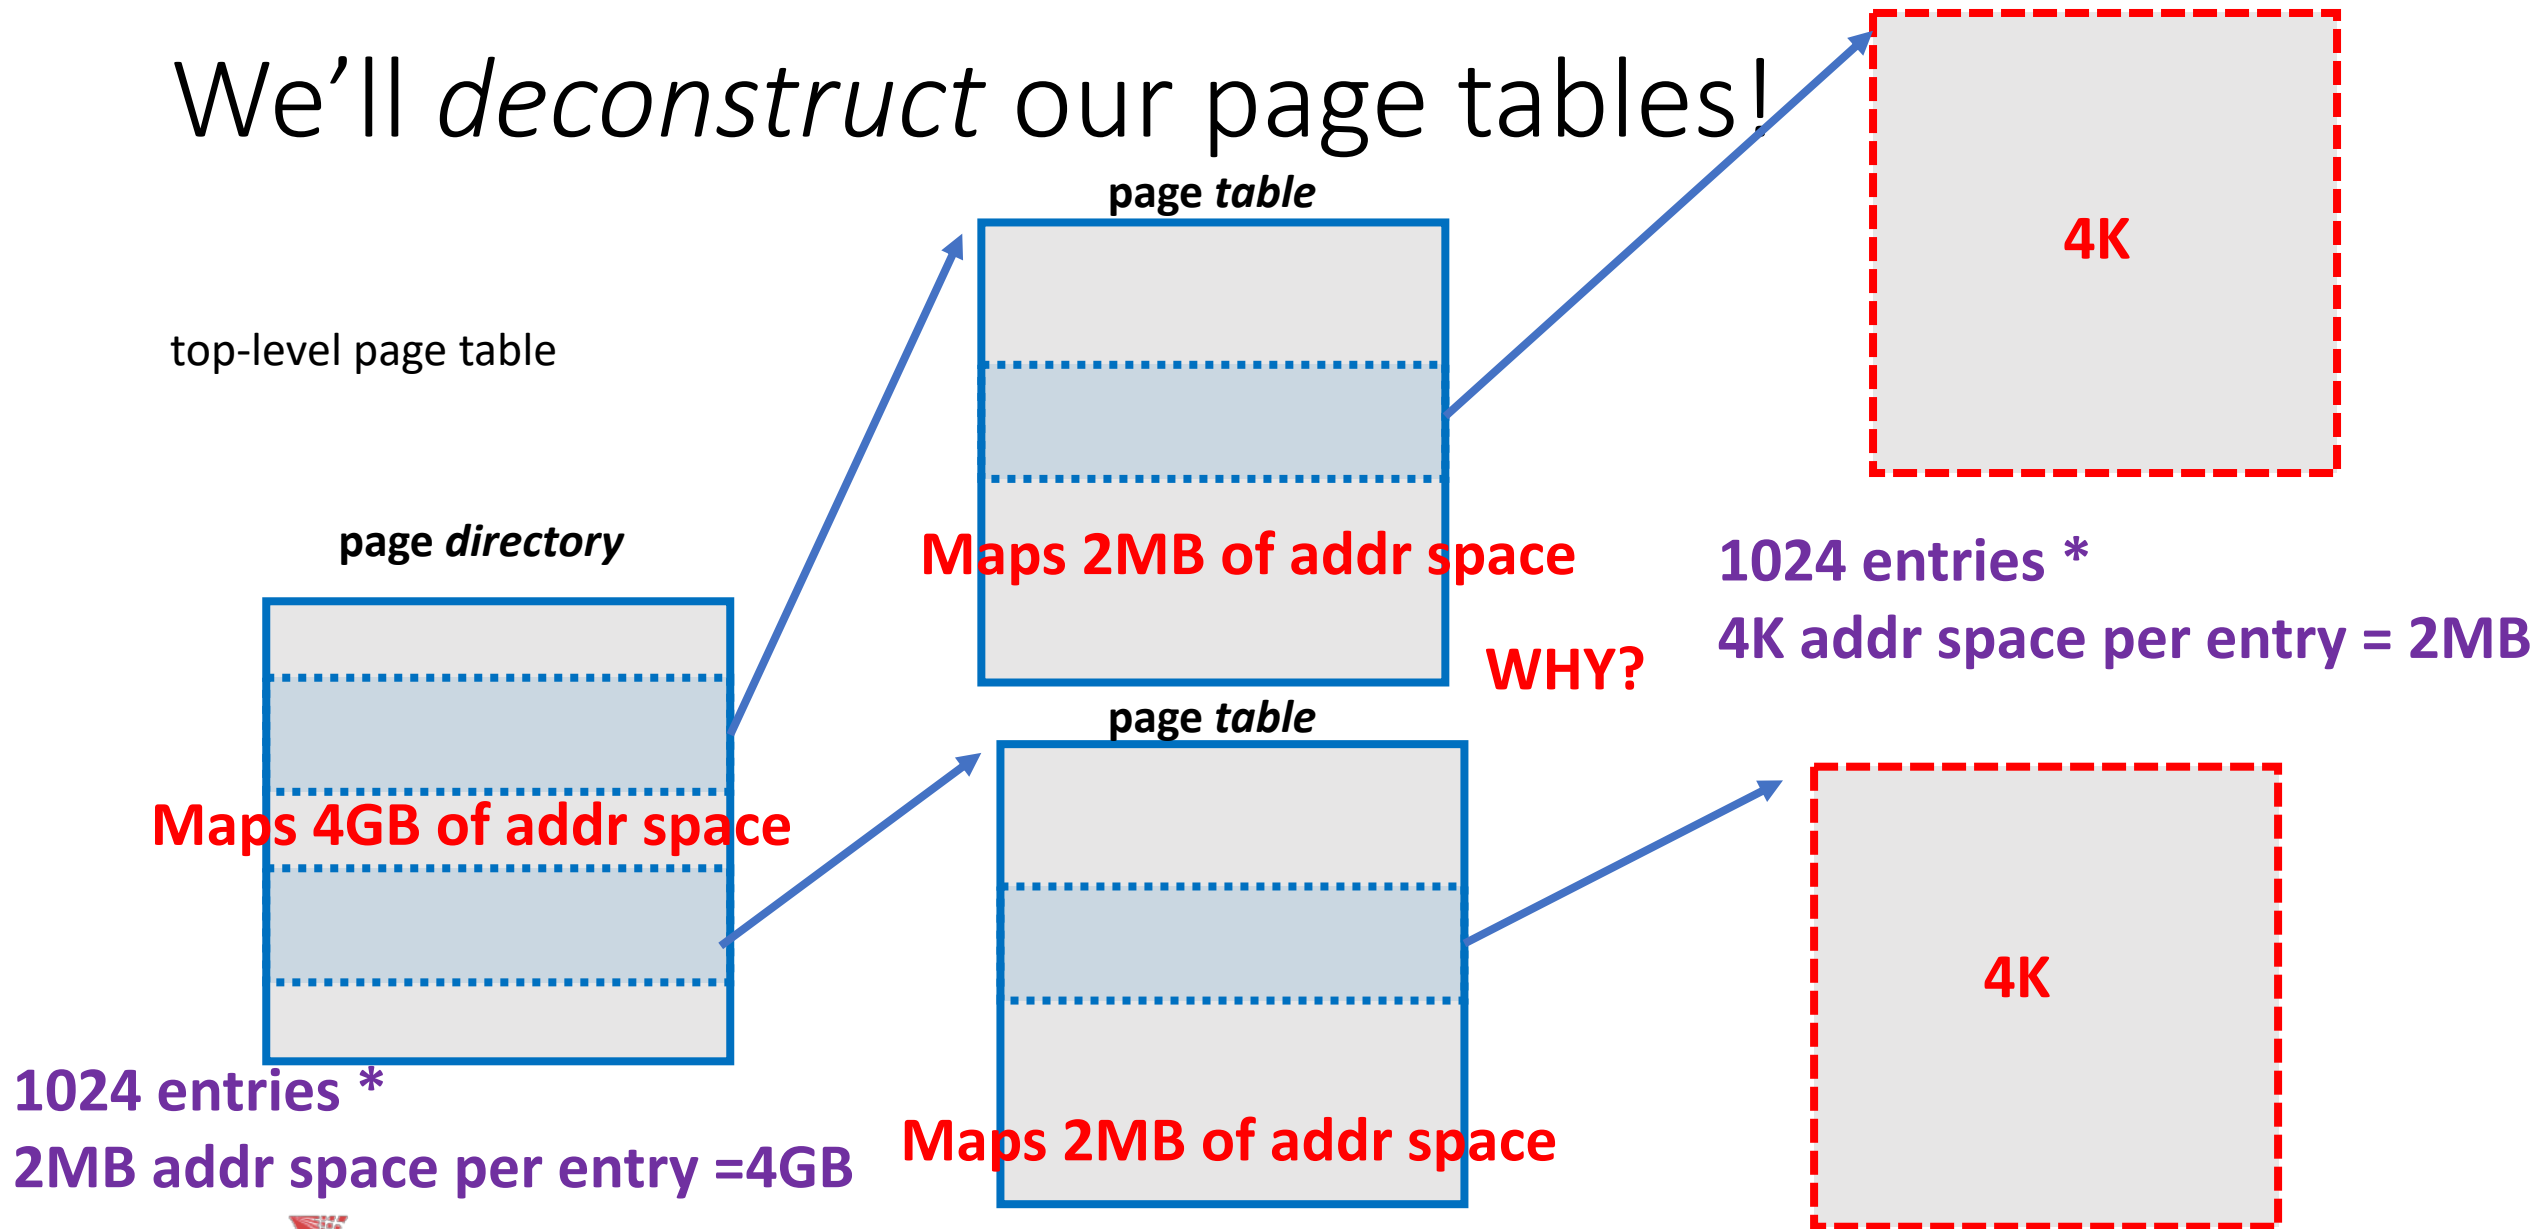 We’ll deconstruct our page tables!
page table
4K
top-level page table
page directory
Maps 2MB of addr space
1024 entries *
4K addr space per entry = 2MB
WHY?
page table
Maps 4GB of addr space
4K
1024 entries *
2MB addr space per entry =4GB
Maps 2MB of addr space